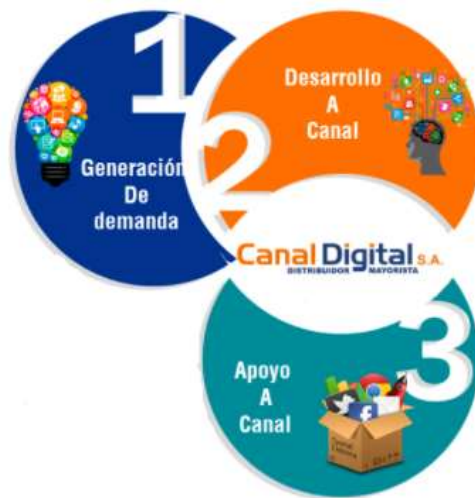 1
Generación
De
demanda
2
Desarrollo
A
Canal
Canal Digital S.A.
DISTRIBUIDOR MAYORISTA
3
Apoyo
A
Canal